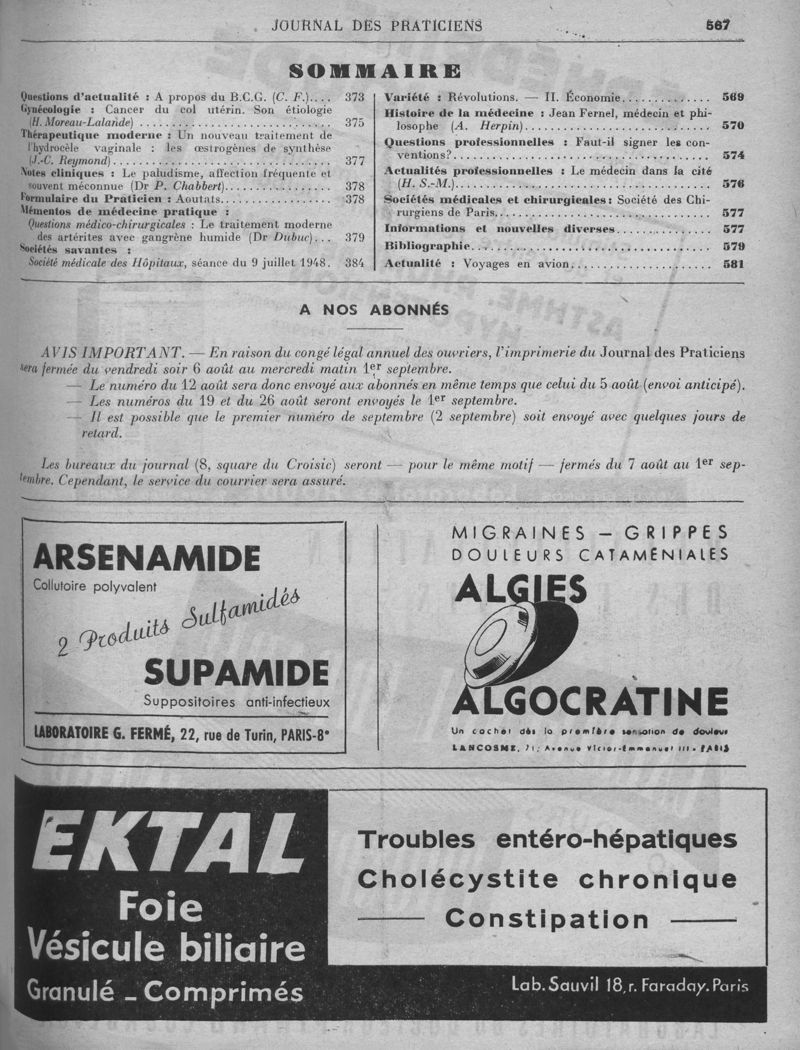 JOURNAL DES PRATICIENS 567
SOMMAIRE
Questions d'actualité : A propos du B.C.G. (C. F.).... 373
Gynécologie : Cancer du col utérin. Son étiologie
(H. Moreau-Lalande) .............................. 375
Thérapeutique moderne : Un nouveau traitement de
l'hydrocèle vaginale : les œstrogènes de synthèse
(J.-C. Reymond)................................... 377
Notes cliniques : Le paludisme, affection fréquente et
souvent méconnue (Dr P. Chabbert)................. 378
Formulaire du Praticien : Aoutats................. 378
Mémentos de médecine pratique :
Questions médico-chirurgicales : Le traitement moderne
des artérites avec gangrène humide (Dr Dubuc)... 379
Sociétés savantes :
Société médicale des Hôpitaux, séance du 9 juillet 1948. 384
Variété : Révolutions. — II. Économie.............. 569
Histoire de la médecine : Jean Fernel, médecin et phi-
losophe (A. Herpin)............................... 570
Questions professionnelles : Faut-il signer les con-
ventions?......................................... 574
Actualités professionnelles : Le médecin dans la cité
(H. S.-M.)........................................ 576
Sociétés médicales et chirurgicales : Société des Chi-
rurgiens de Paris................................. 577
Informations et nouvelles diverses................ 577
Bibliographie..................................... 579
Actualité : Voyages en avion...................... 581
A NOS ABONNÉS
AVIS IMPORTANT. — En raison du congé légal annuel des ouvriers, l'imprimerie du Journal des Praticiens
sera fermée du vendredi soir 6 août au mercredi matin 1er septembre.
— Le numéro du 12 août sera donc envoyé aux abonnés en même temps que celui du 5 août (envoi anticipé).
— Les numéros du 19 et du 26 août seront envoyés le 1er septembre.
— Il est possible que le premier numéro de septembre (2 septembre) soit envoyé avec quelques jours de
retard.
Les bureaux du journal (8, square du Croisic) seront — pour le même motif — fermés du 7 août au 1er sep-
tembre. Cependant, le service du courrier sera assuré.
ARSENAMIDE
Collutoire polyvalent
2 Produits Sulfamidés
SUPAMIDE
Suppositoires anti-infectieux
LABORATOIRE G. FERMÉ, 22, rue de Turin, PARIS-8e
MIGRAINES — GRIPPES
DOULEURS CATAMÉNIALES
ALGIES
ALGOCRATINE
Un cachet dès la première sensation de douleur
LANCOSME, 71, Avenue Victor-Emmanuel III - PARIS
EKTAL
Foie
Vésicule biliaire
Granulé - Comprimés
Troubles entéro-hépatiques
Cholécystite chronique
— Constipation —
Lab. Sauvil 18, r. Faraday. Paris